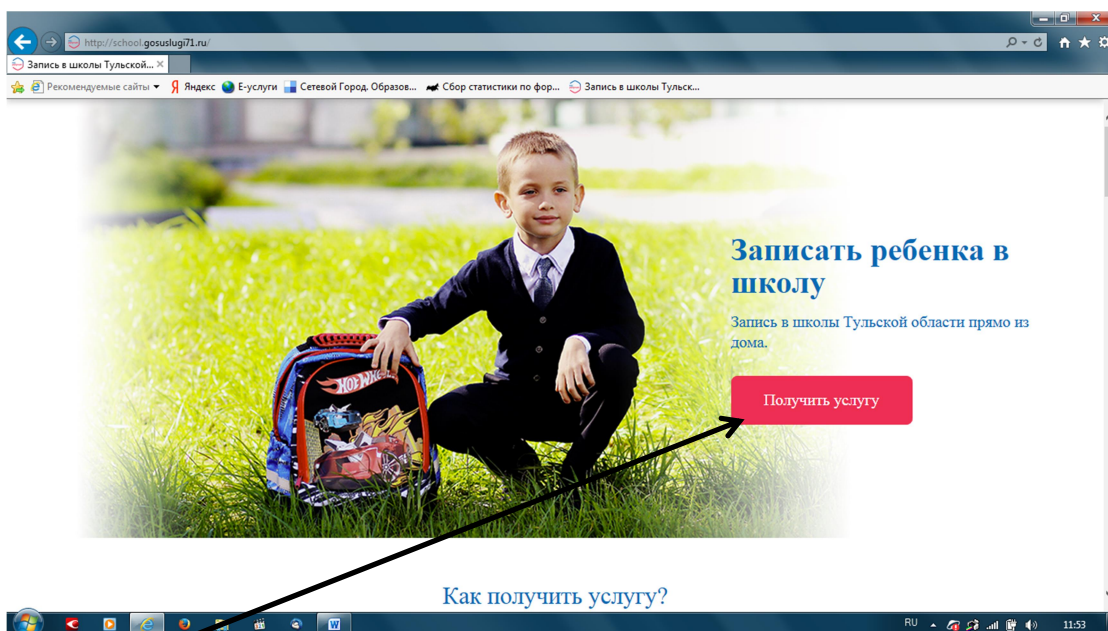 http://school.gosuslugi71.ru/
Запись в школы Тульской...
Рекомендуемые сайты
Яндекс
Е-услуги
Сетевой Город. Образов...
Сбор статистики по фор...
Запись в школы Тульск...
HOT WHEELS
Записать ребенка в
школу
Запись в школы Тульской области прямо из
дома.
Получить услугу
Как получить услугу?
RU
11:53